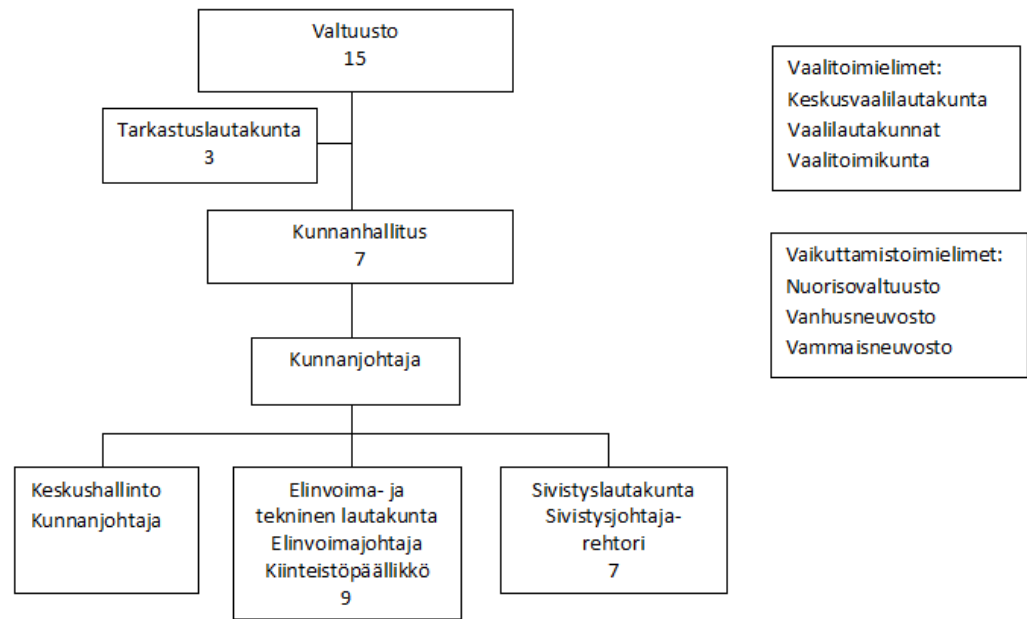 Valtuusto
15
Tarkastuslautakunta
3
Kunnanhallitus
7
Kunnanjohtaja
Keskushallinto
Kunnanjohtaja
Elinvoima- ja
tekninen lautakunta
Elinvoimajohtaja
Kiinteistöpäällikkö
9
Sivistyslautakunta
Sivistysjohtaja-
rehtori
7
Vaalitoimielimet:
Keskusvaalilautakunta
Vaalilautakunnat
Vaalitoimikunta
Vaikuttamistoimielimet:
Nuorisovaltuusto
Vanhusneuvosto
Vammaisneuvosto